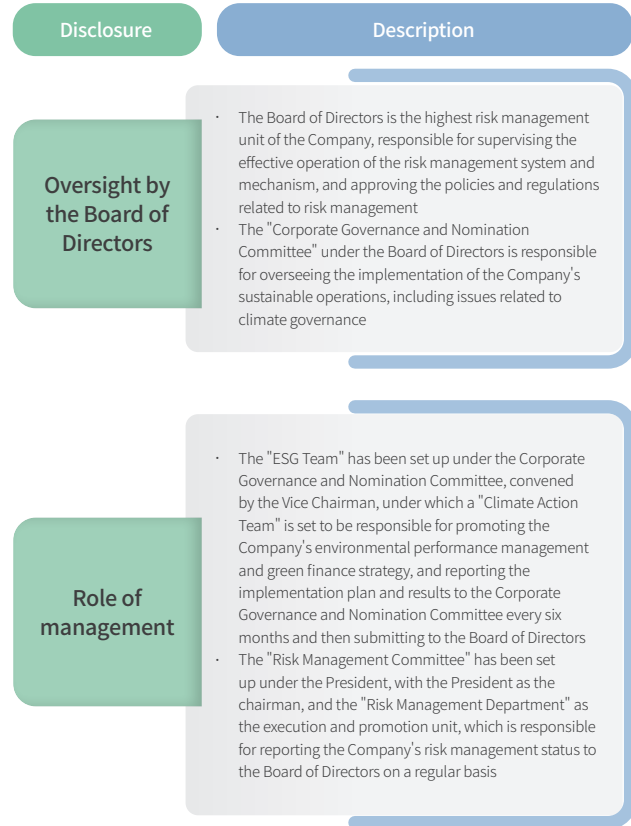 Disclosure
Description
Oversight by
the Board of
Directors
· The Board of Directors is the highest risk management
unit of the Company, responsible for supervising the
effective operation of the risk management system and
mechanism, and approving the policies and regulations
related to risk management
· The "Corporate Governance and Nomination
Committee" under the Board of Directors is responsible
for overseeing the implementation of the Company's
sustainable operations, including issues related to
climate governance
Role of
management
· The "ESG Team" has been set up under the Corporate
Governance and Nomination Committee, convened
by the Vice Chairman, under which a "Climate Action
Team" is set to be responsible for promoting the
Company's environmental performance management
and green finance strategy, and reporting the
implementation plan and results to the Corporate
Governance and Nomination Committee every six
months and then submitting to the Board of Directors
· The "Risk Management Committee" has been set
up under the President, with the President as the
chairman, and the "Risk Management Department" as
the execution and promotion unit, which is responsible
for reporting the Company's risk management status to
the Board of Directors on a regular basis